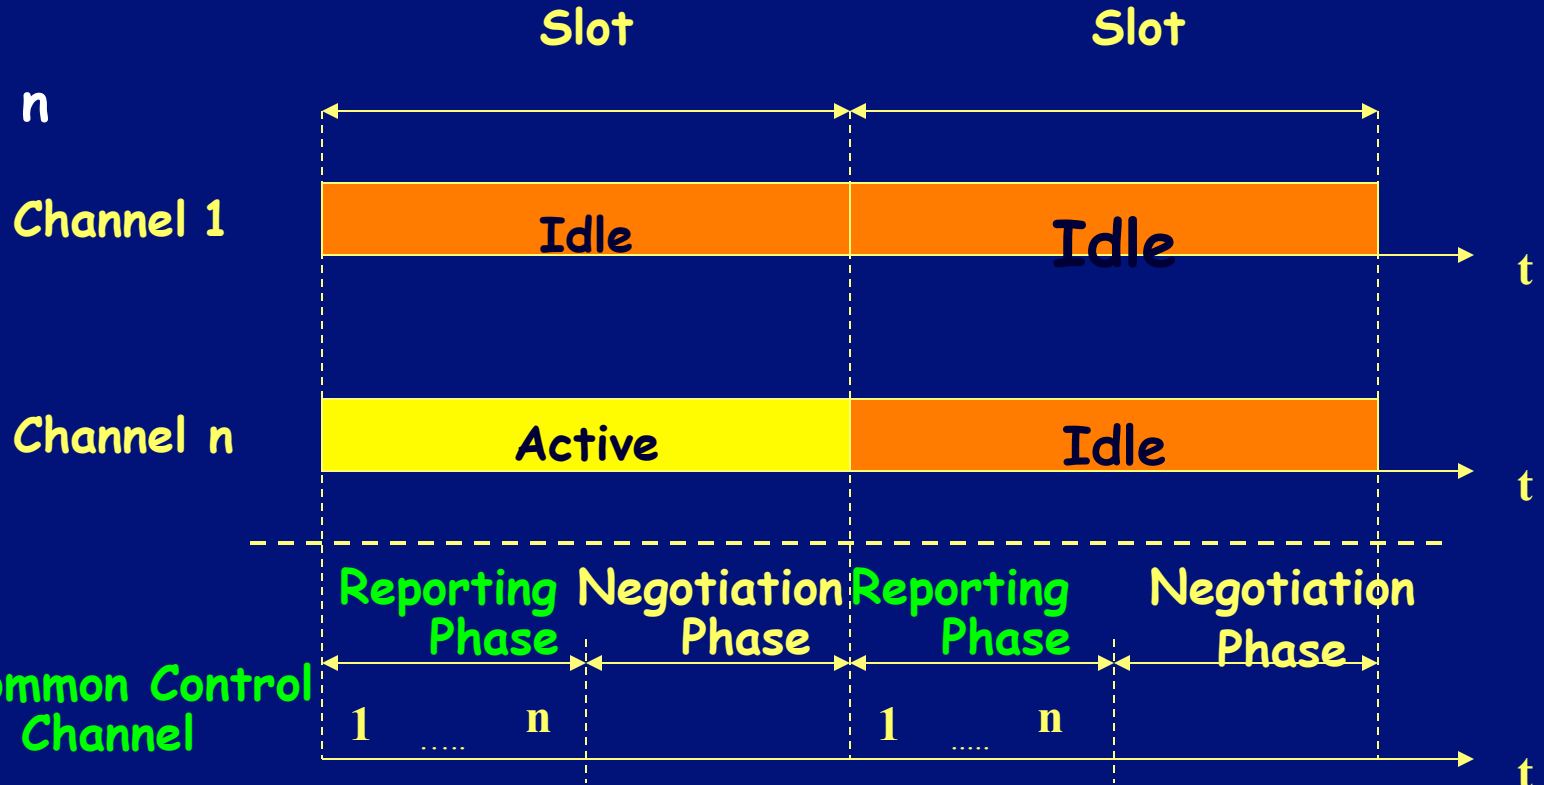 Slot Slot
n
Channel 1 Idle Idle
t
Channel n Active Idle
t
Reporting Negotiation Reporting Negotiation
Phase Phase Phase Phase
ommon Control
Channel
1 ..... n 1 ..... n
t